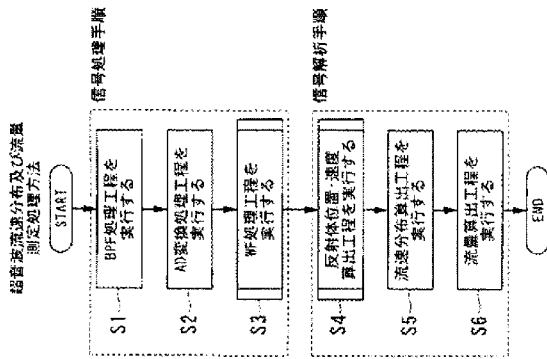 超音波流速分布及び流量
測定処理方法
START
信号処理手順
S1
BPF処理工程を
実行する
S2
AD変換処理工程を
実行する
S3
WF処理工程を
実行する
信号解析手順
S4
反射体位置・速度
算出工程を実行する
S5
流速分布算出工程を
実行する
S6
流量算出工程を
実行する
END